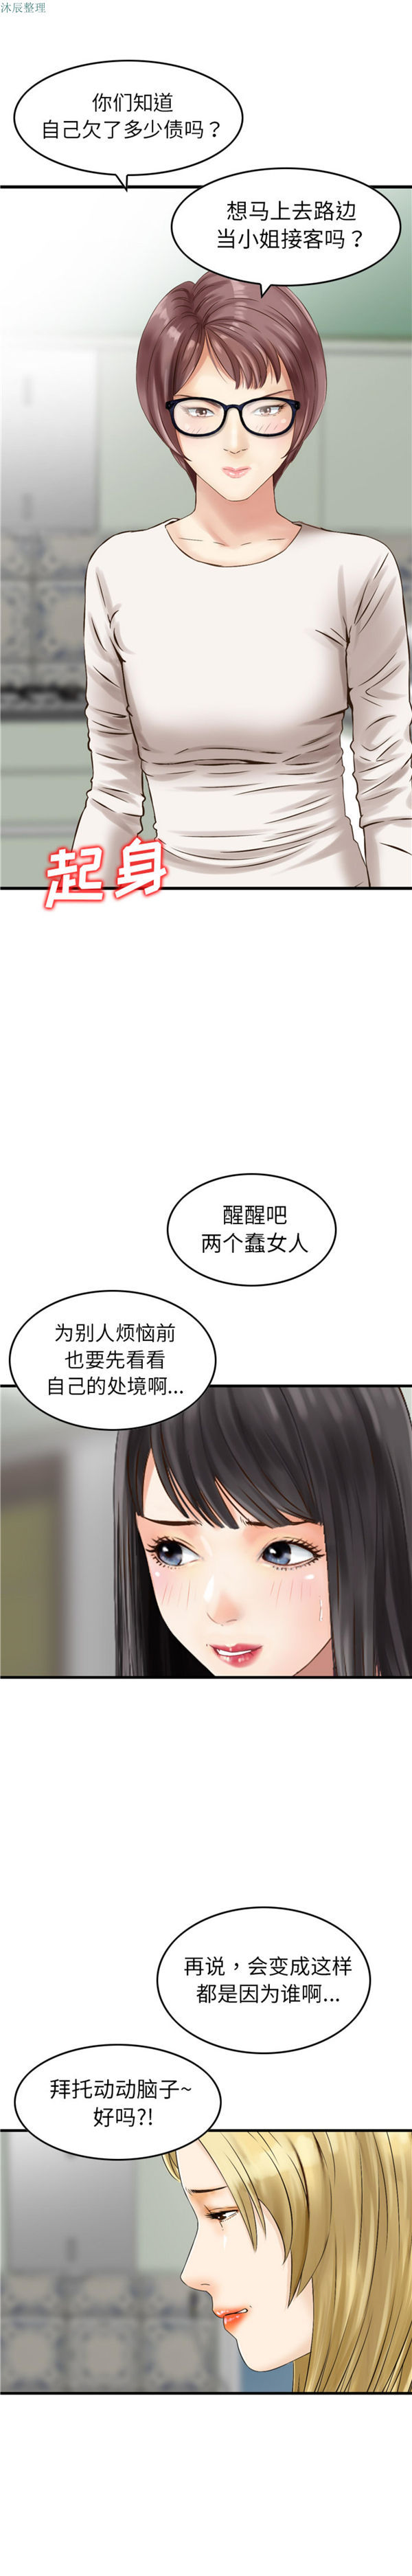 沐辰整理
你们知道
自己欠了多少债吗？
想马上去路边
当小姐接客吗？
起身
醒醒吧
两个蠢女人
为别人烦恼前
也要先看看
自己的处境啊...
再说，会变成这样
都是因为谁啊...
拜托动动脑子~
好吗?!